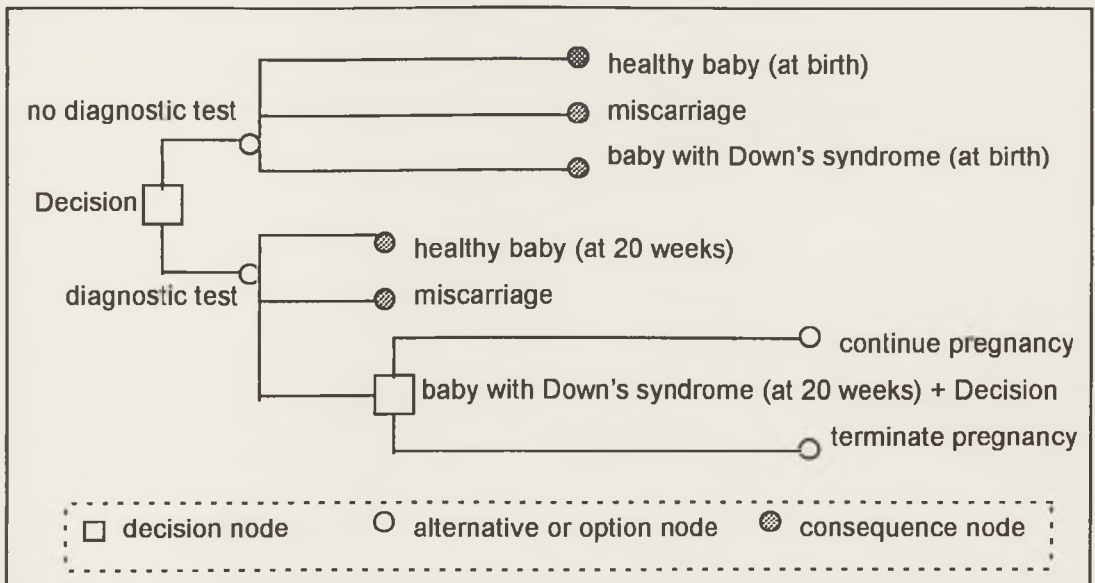 healthy baby (at birth)
no diagnostic test
miscarriage
baby with Down's syndrome (at birth)
Decision
healthy baby (at 20 weeks)
diagnostic test
miscarriage
continue pregnancy
baby with Down's syndrome (at 20 weeks) + Decision
terminate pregnancy
decision node
alternative or option node
consequence node